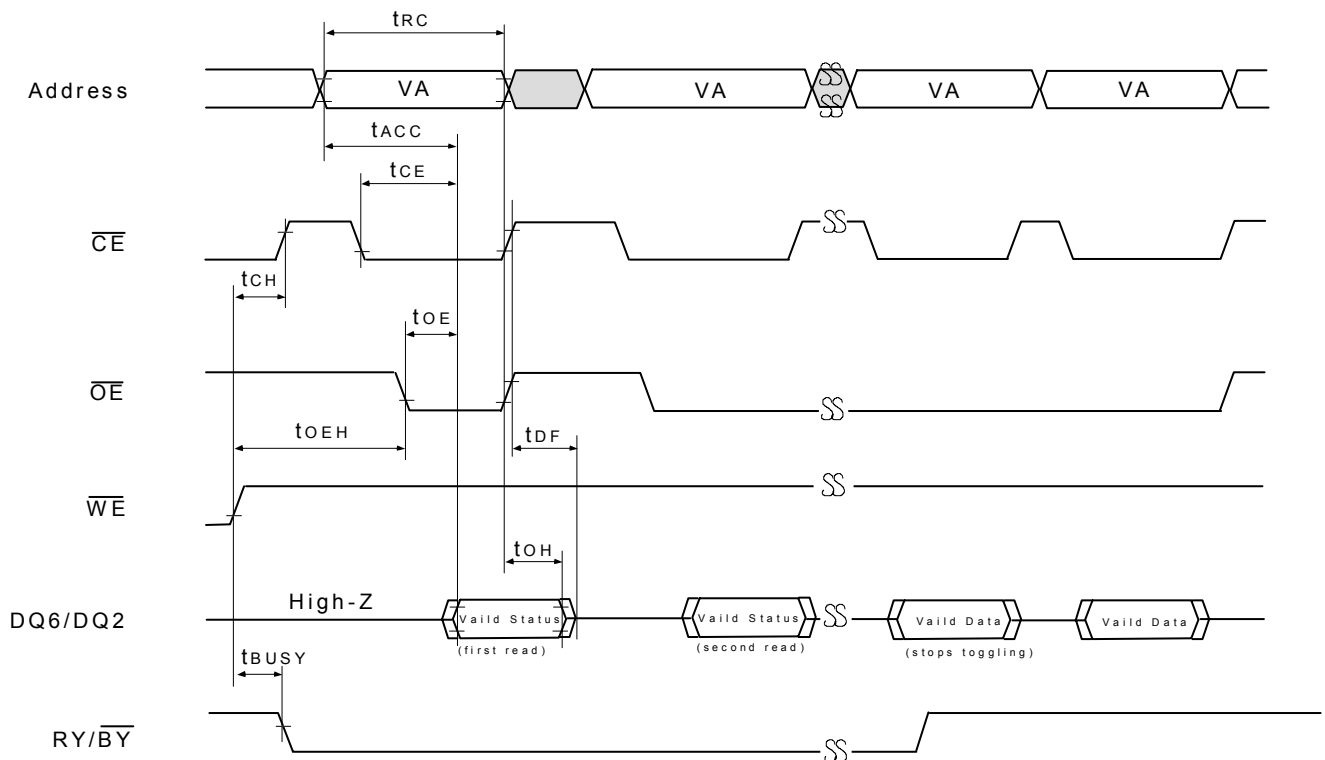 tRC
Address
VA
VA
VA
VA
tACC
tCE
CE
tCH
tOE
OE
tOEH
tDF
WE
tOH
High-Z
DQ6/DQ2
Vaild Status
Vaild Status
Vaild Data
Vaild Data
(first read)
(second read)
(stops toggling)
tBUSY
RY/BY